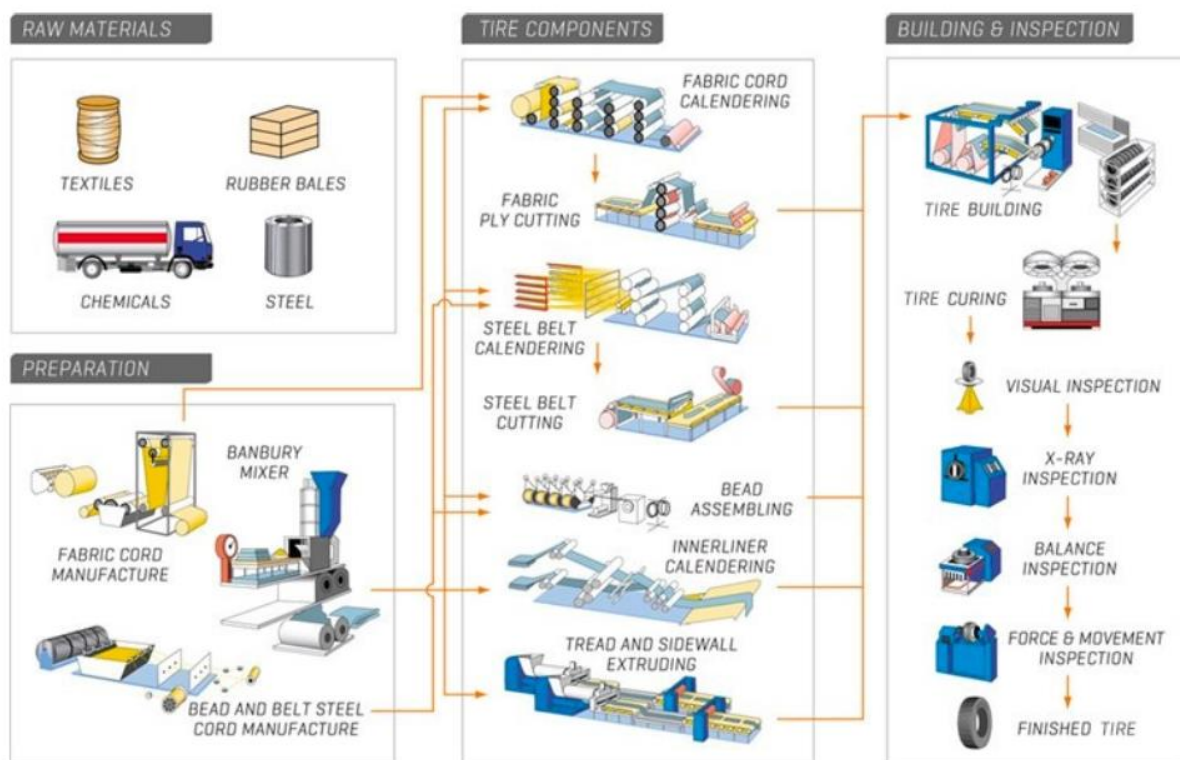 RAW MATERIALS
TEXTILES
RUBBER BALES
CHEMICALS
STEEL
PREPARATION
FABRIC CORD
MANUFACTURE
BANBURY
MIXER
BEAD AND BELT STEEL
CORD MANUFACTURE
TIRE COMPONENTS
FABRIC CORD
CALENDERING
FABRIC
PLY CUTTING
STEEL BELT
CALENDERING
STEEL BELT
CUTTING
BEAD
ASSEMBLING
INNERLINER
CALENDERING
TREAD AND SIDEWALL
EXTRUDING
BUILDING & INSPECTION
TIRE BUILDING
TIRE CURING
VISUAL INSPECTION
X-RAY
INSPECTION
BALANCE
INSPECTION
FORCE & MOVEMENT
INSPECTION
FINISHED TIRE